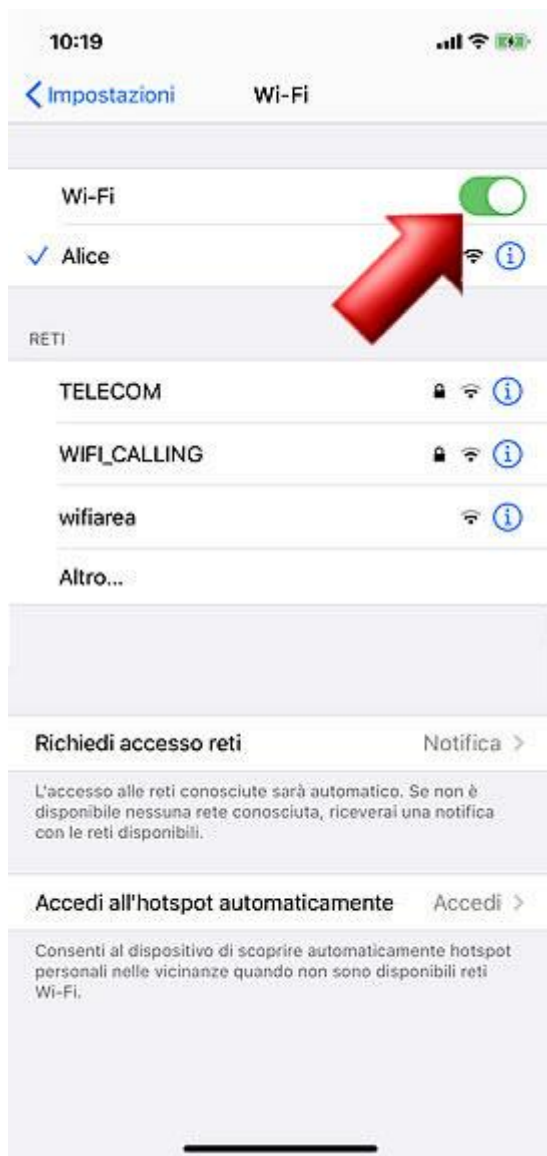 10:19
Impostazioni Wi-Fi
Wi-Fi
Alice
RETI
TELECOM
WIFI_CALLING
wifiarea
Altro...
Richiedi accesso reti Notifica
L'accesso alle reti conosciute sarà automatico. Se non è
disponibile nessuna rete conosciuta, riceverai una notifica
con le reti disponibili.
Accedi all'hotspot automaticamente Accedi
Consenti al dispositivo di scoprire automaticamente hotspot
personali nelle vicinanze quando non sono disponibili reti
Wi-Fi.